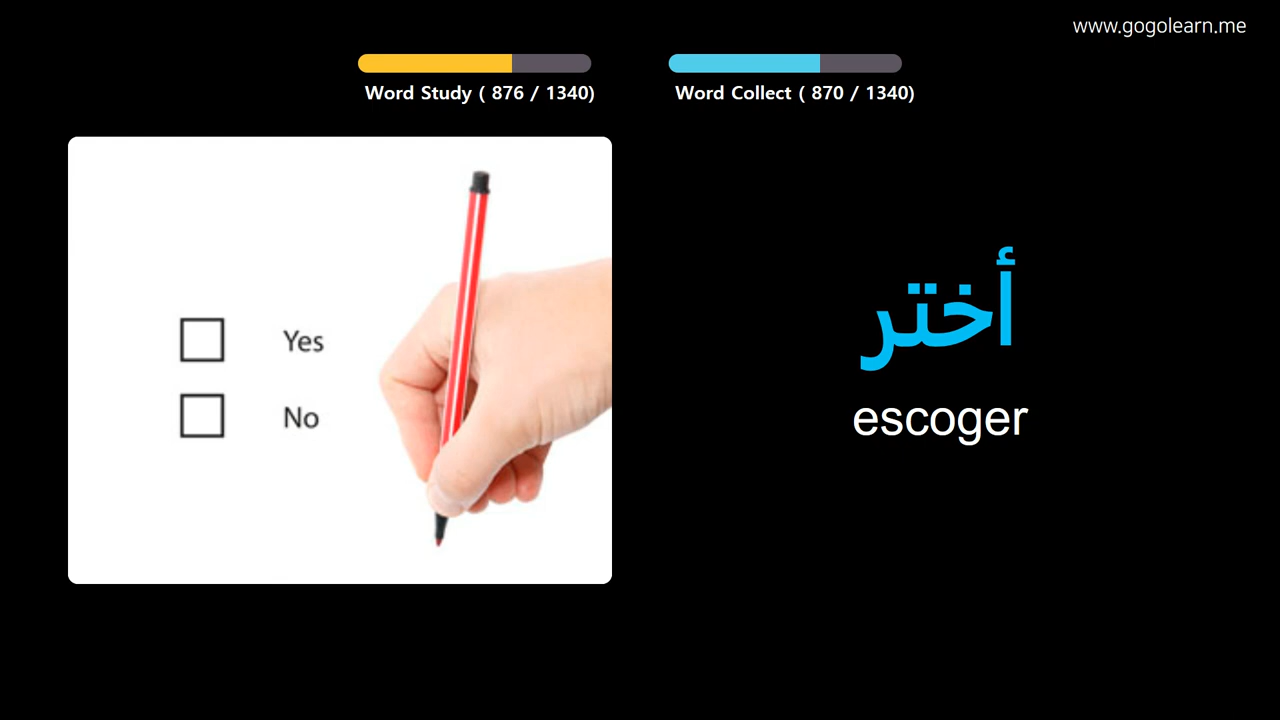 www.gogolearn.me
Word Study ( 876 / 1340)
Word Collect ( 870 / 1340)
Yes
No
أختر
escoger